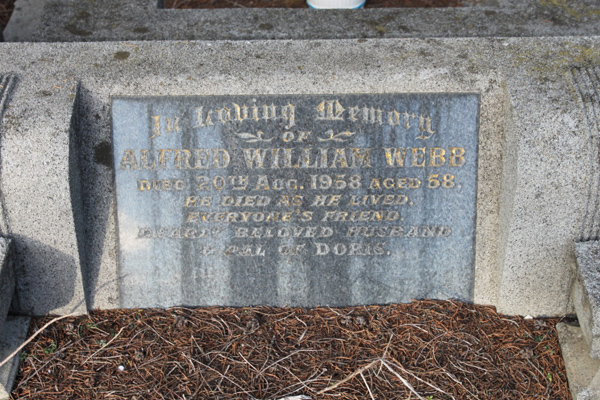 In Loving Memory
OF
ALFRED WILLIAM WEBB
DIED 20TH AUG. 1958 AGED 58.
HE DIED AS HE LIVED.
EVERYONE'S FRIEND.
DEARLY BELOVED HUSBAND
& PAL OF DORIS.